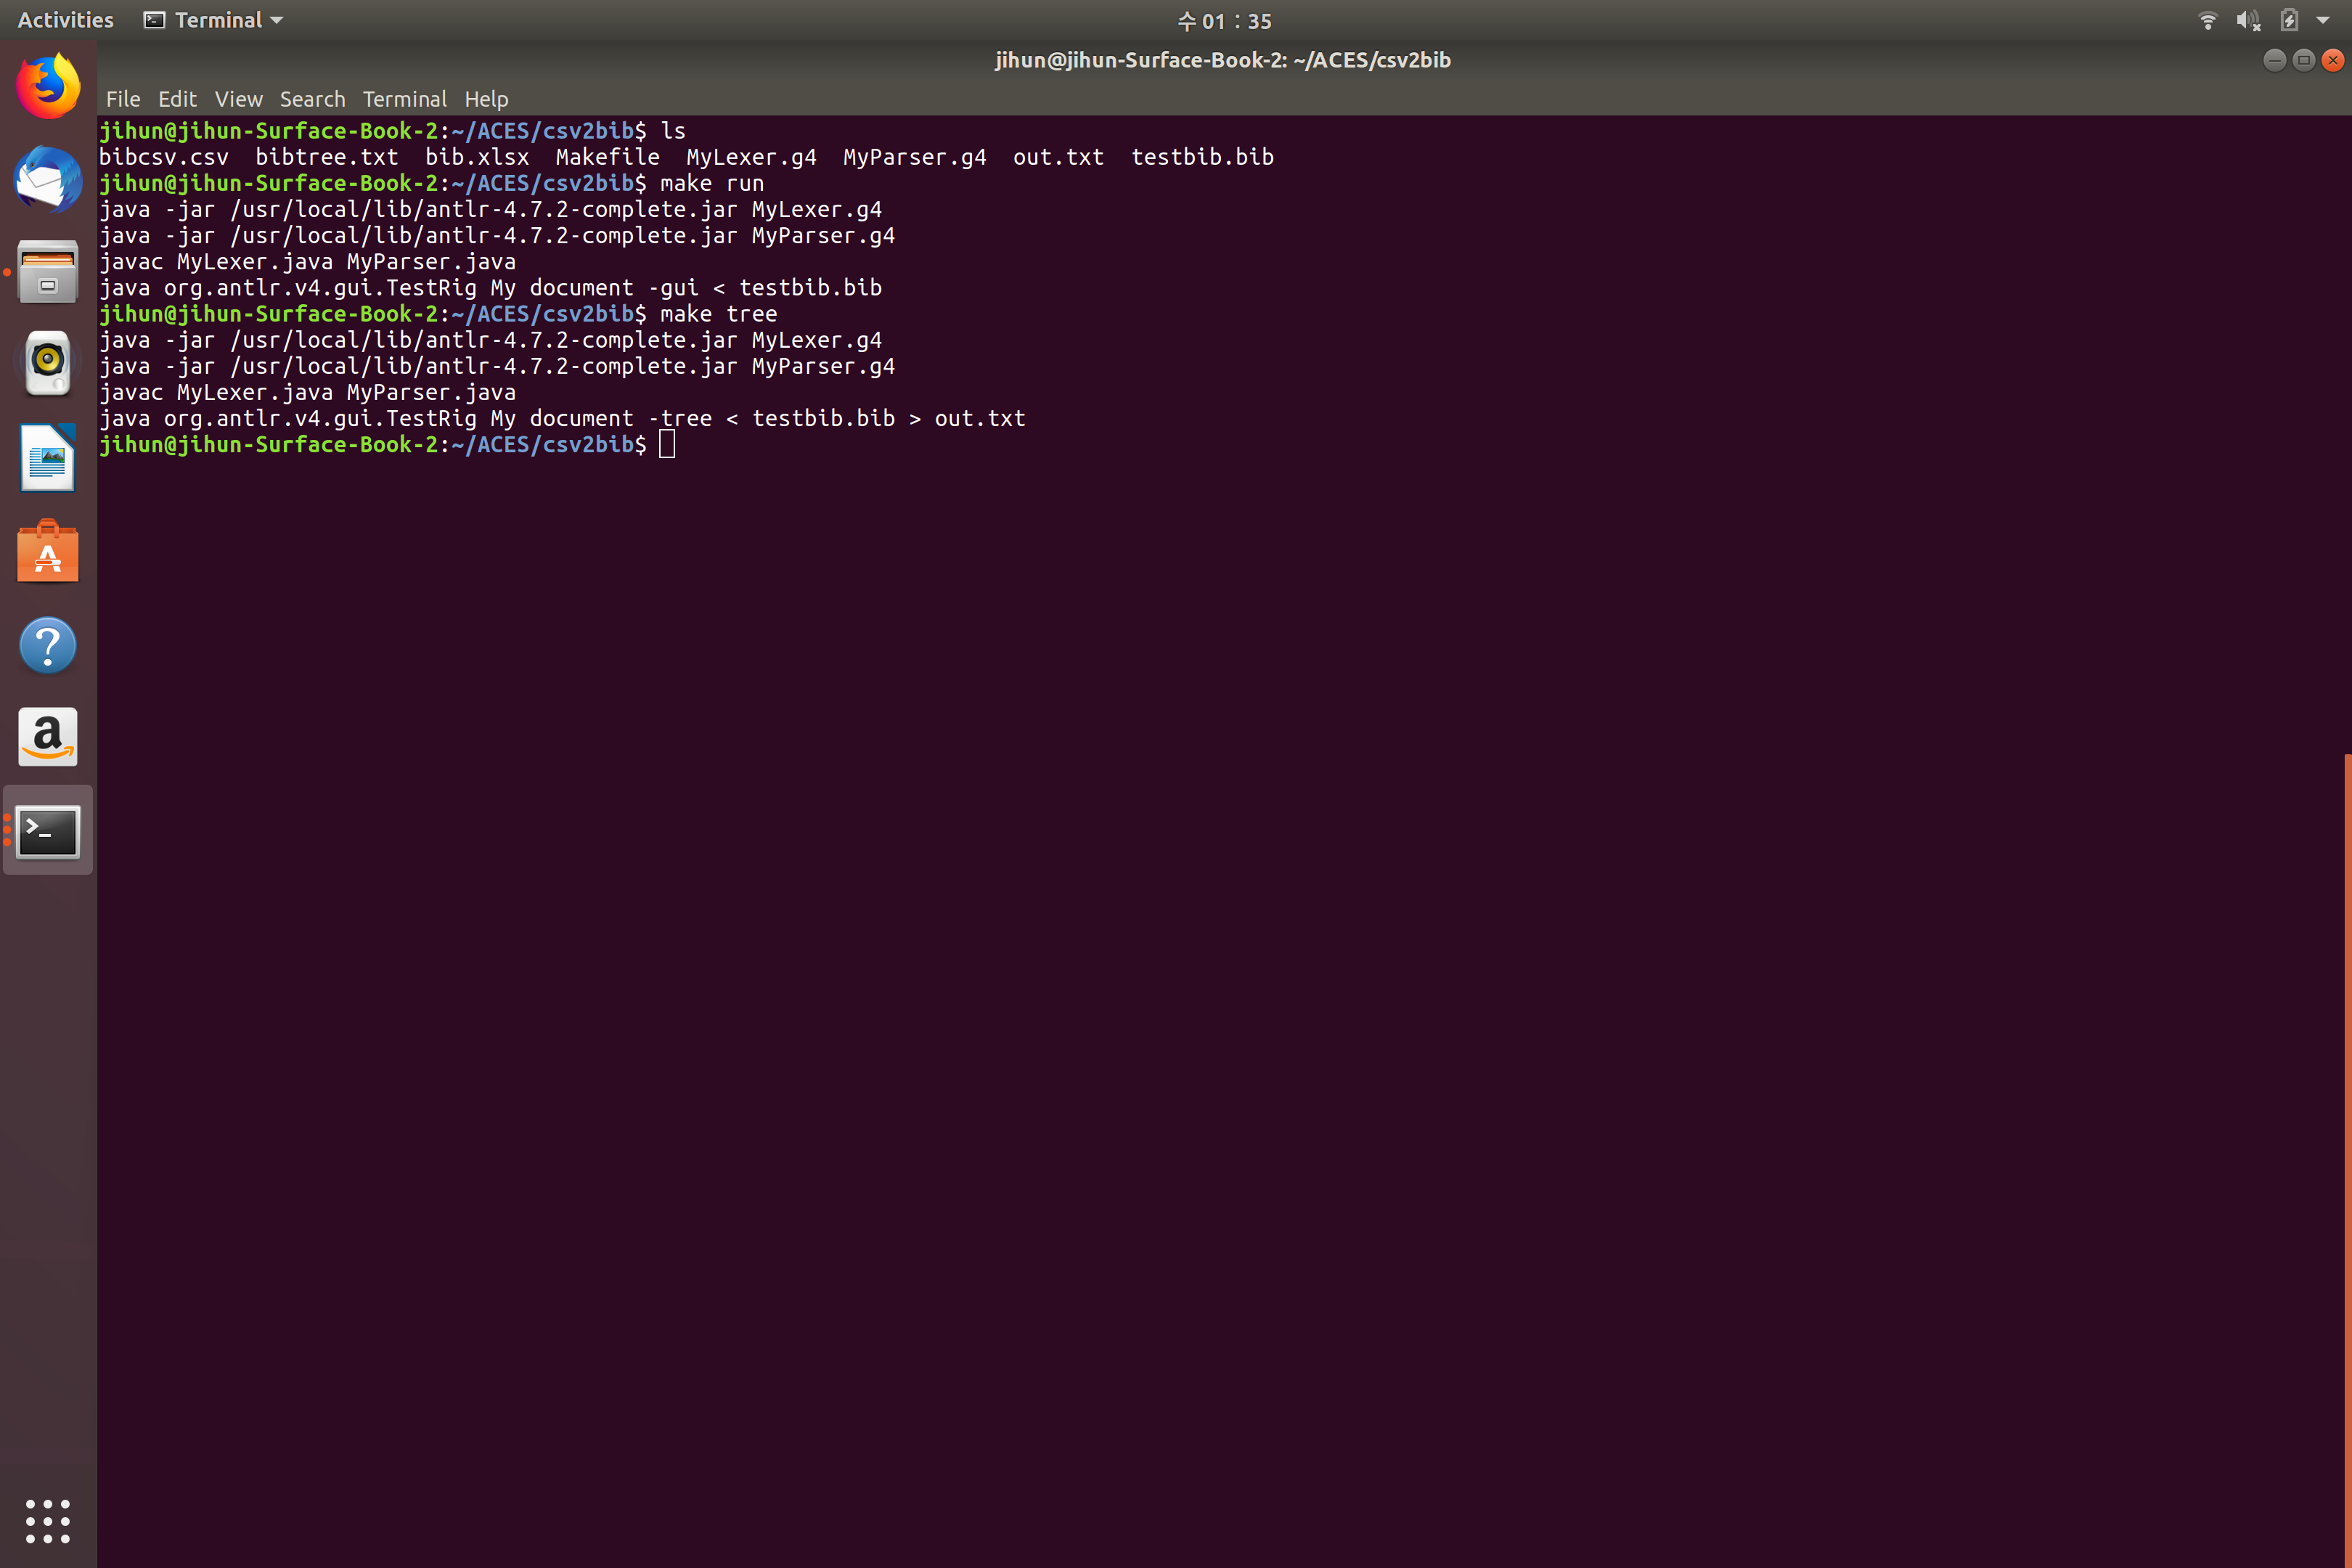 Activities Terminal 수 01 : 35
jihun@jihun-Surface-Book-2: ~/ACES/csv2bib
File Edit View Search Terminal Help
jihun@jihun-Surface-Book-2:~/ACES/csv2bib$ ls
bibcsv.csv bibtree.txt bib.xlsx Makefile MyLexer.g4 MyParser.g4 out.txt testbib.bib
jihun@jihun-Surface-Book-2:~/ACES/csv2bib$ make run
java -jar /usr/local/lib/antlr-4.7.2-complete.jar MyLexer.g4
java -jar /usr/local/lib/antlr-4.7.2-complete.jar MyParser.g4
javac MyLexer.java MyParser.java
java org.antlr.v4.gui.TestRig My document -gui < testbib.bib
jihun@jihun-Surface-Book-2:~/ACES/csv2bib$ make tree
java -jar /usr/local/lib/antlr-4.7.2-complete.jar MyLexer.g4
java -jar /usr/local/lib/antlr-4.7.2-complete.jar MyParser.g4
javac MyLexer.java MyParser.java
java org.antlr.v4.gui.TestRig My document -tree < testbib.bib > out.txt
jihun@jihun-Surface-Book-2:~/ACES/csv2bib$